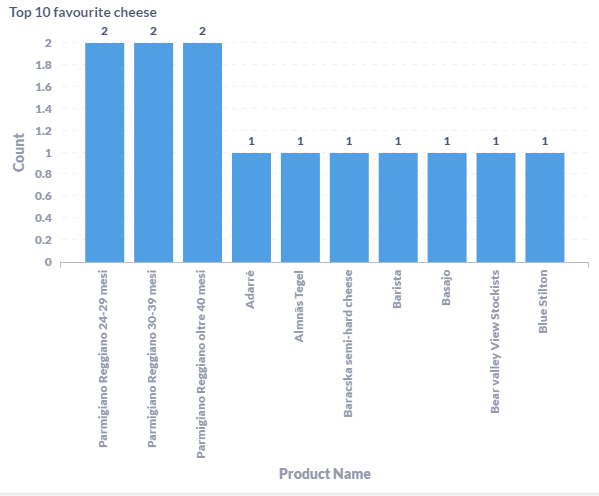 Top 10 favourite cheese
2
2
2
1
1
1
1
1
1
1
2
1.8
1.6
1.4
1.2
1
0.8
0.6
0.4
0.2
0
Count
Parmigiano Reggiano 24-29 mesi
Parmigiano Reggiano 30-39 mesi
Parmigiano Reggiano oltre 40 mesi
Adarré
Almnäs Tegel
Baracska semi-hard cheese
Barista
Basajo
Bear valley View Stockists
Blue Stilton
Product Name